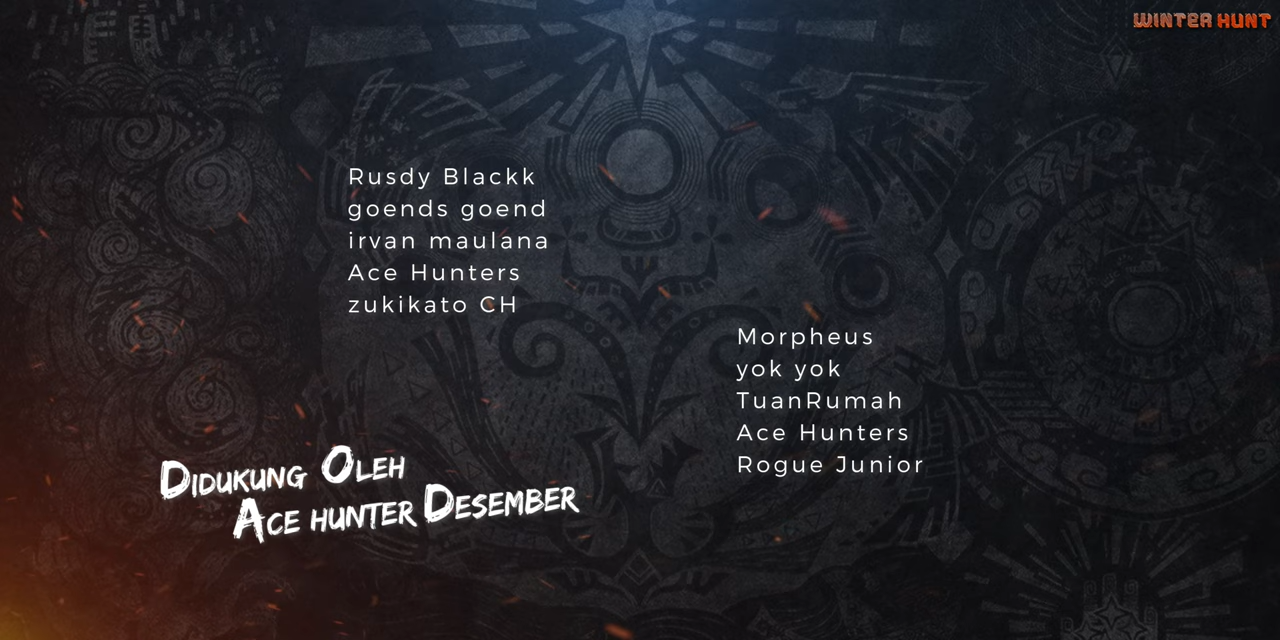 WINTER HUNT
Rusdy Blackk
goends goend
irvan maulana
Ace Hunters
zukikato CH
Morpheus
yok yok
TuanRumah
Ace Hunters
Rogue Junior
DIDUKUNG OLEH
ACE HUNTER DESEMBER